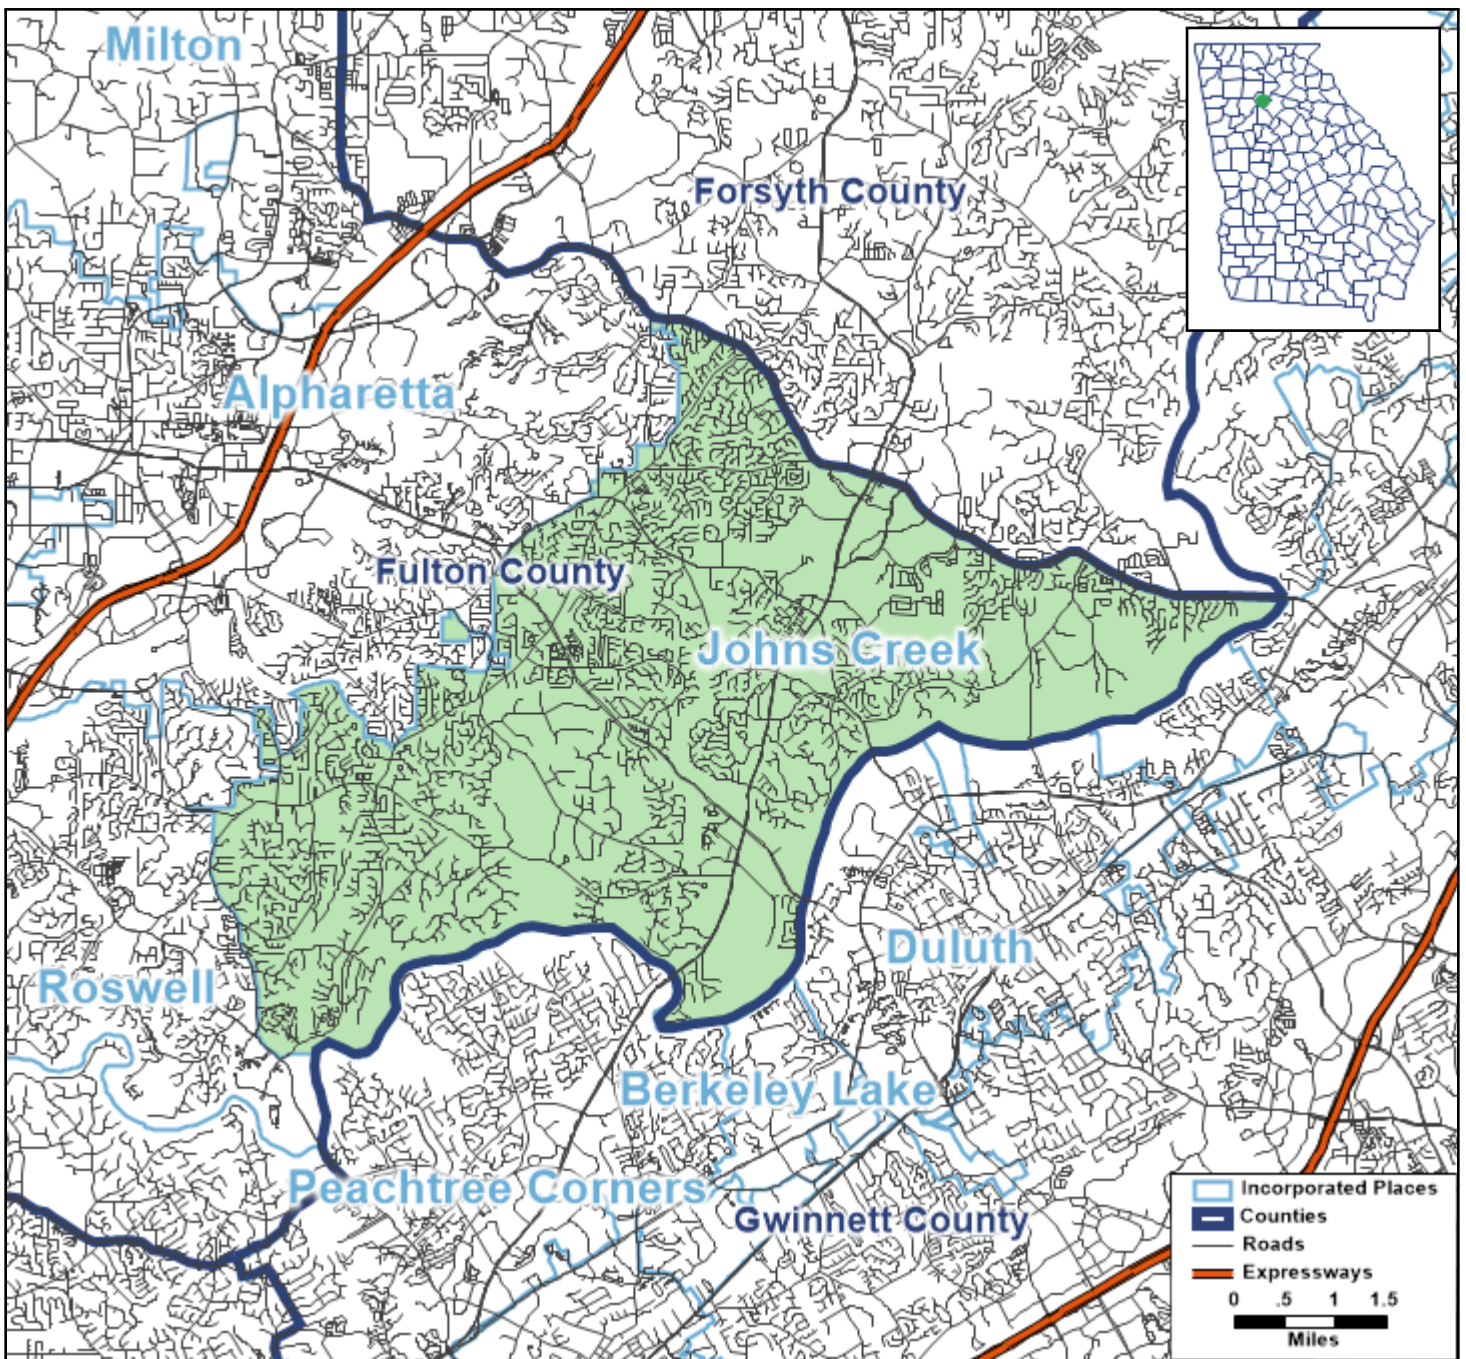 Milton
Forsyth County
Alpharetta
Fulton County
Johns Creek
Duluth
Roswell
Berkeley Lake
Peachtree Corners
Gwinnett County
Incorporated Places
Counties
Roads
Expressways
0 .5 1 1.5
Miles